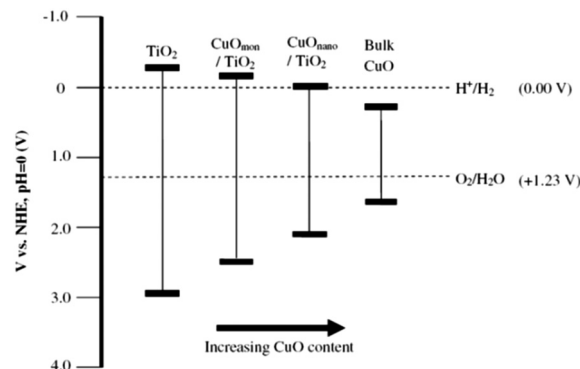 -1.0
TiO2
CuOmon
/ TiO2
CuOnano
/ TiO2
Bulk
CuO
0
H+/H2 (0.00 V)
1.0
O2/H2O (+1.23 V)
2.0
3.0
4.0
V vs. NHE, pH=0 (V)
Increasing CuO content